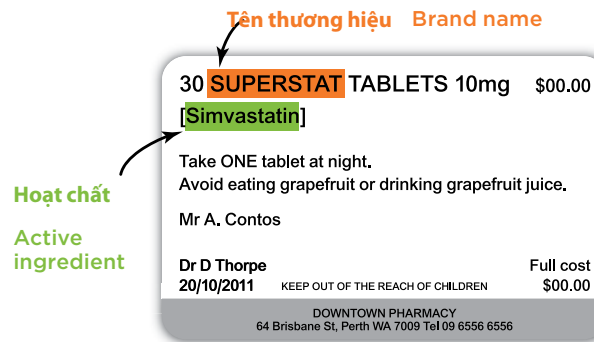 Tên thương hiệu Brand name
30 SUPERSTAT TABLETS 10mg $00.00
[Simvastatin]
Take ONE tablet at night.
Avoid eating grapefruit or drinking grapefruit juice.
Hoạt chất
Mr A. Contos
Active
ingredient
Dr D Thorpe Full cost
20/10/2011 KEEP OUT OF THE REACH OF CHILDREN $00.00
DOWNTOWN PHARMACY
64 Brisbane St, Perth WA 7009 Tel 09 6556 6556